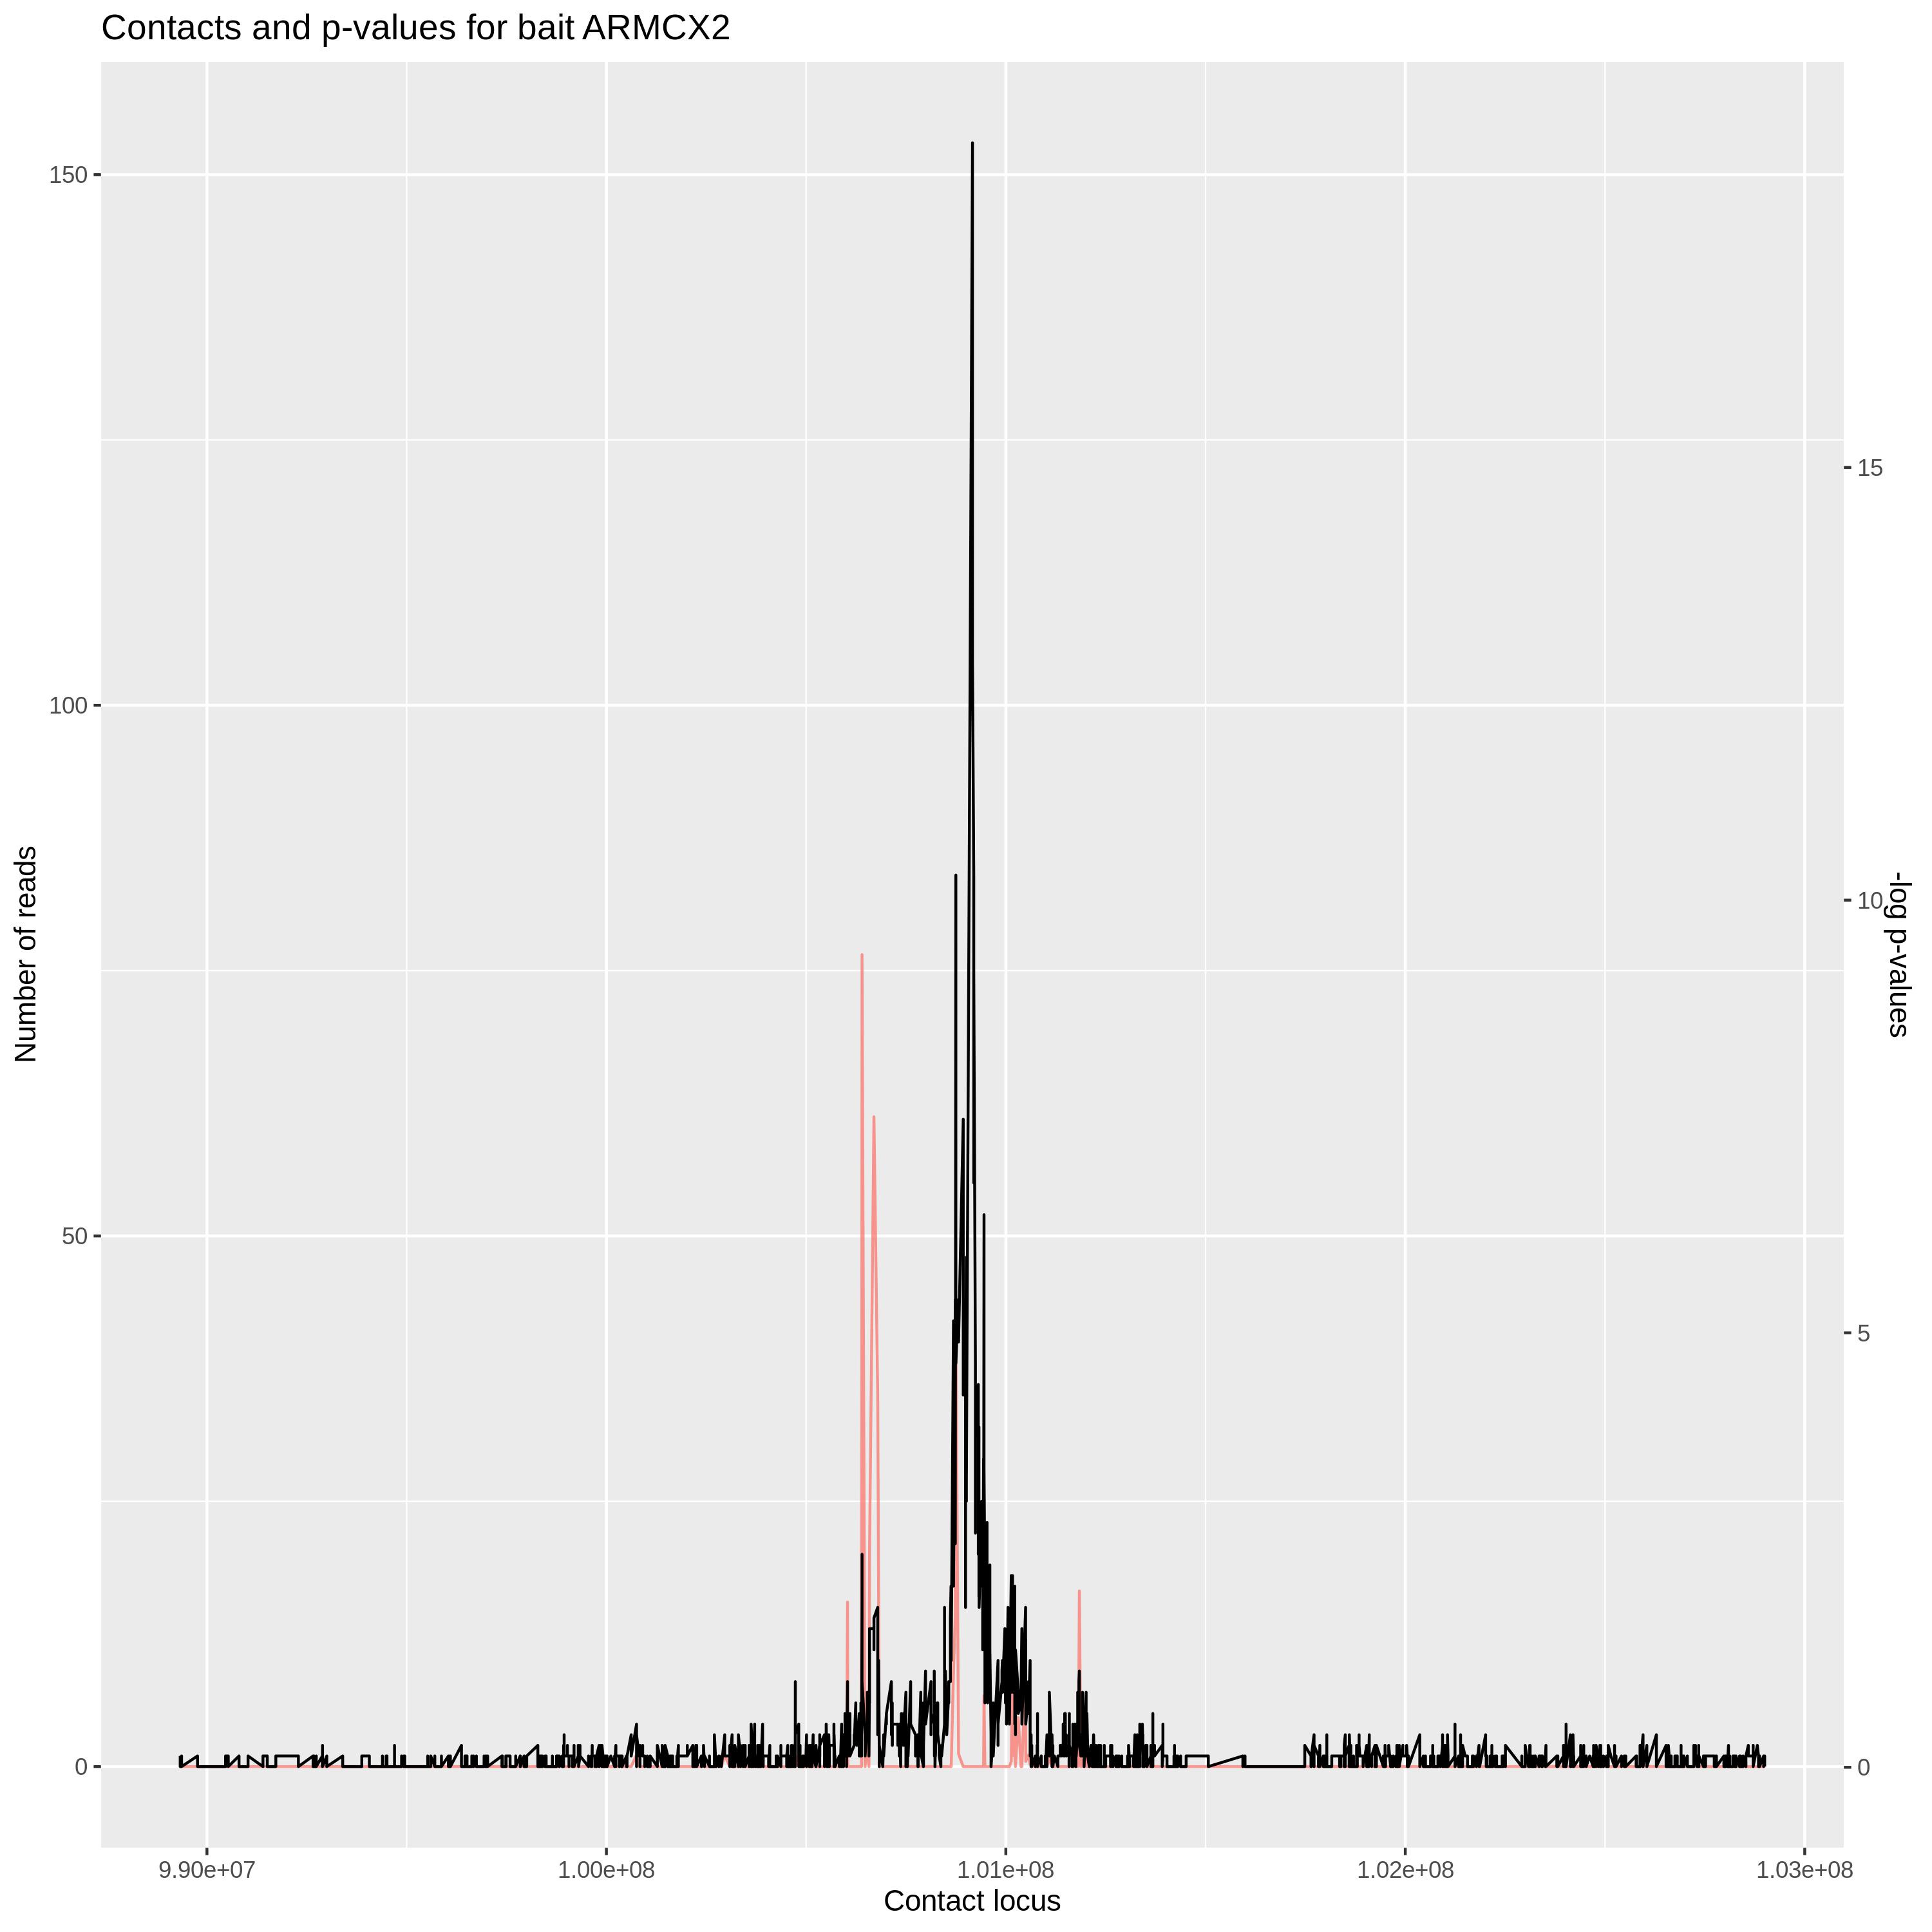 Contacts and p-values for bait ARMCX2
150
100
50
0
Number of reads
15
10
5
0
-log p-values
9.90e+07
1.00e+08
1.01e+08
1.02e+08
1.03e+08
Contact locus